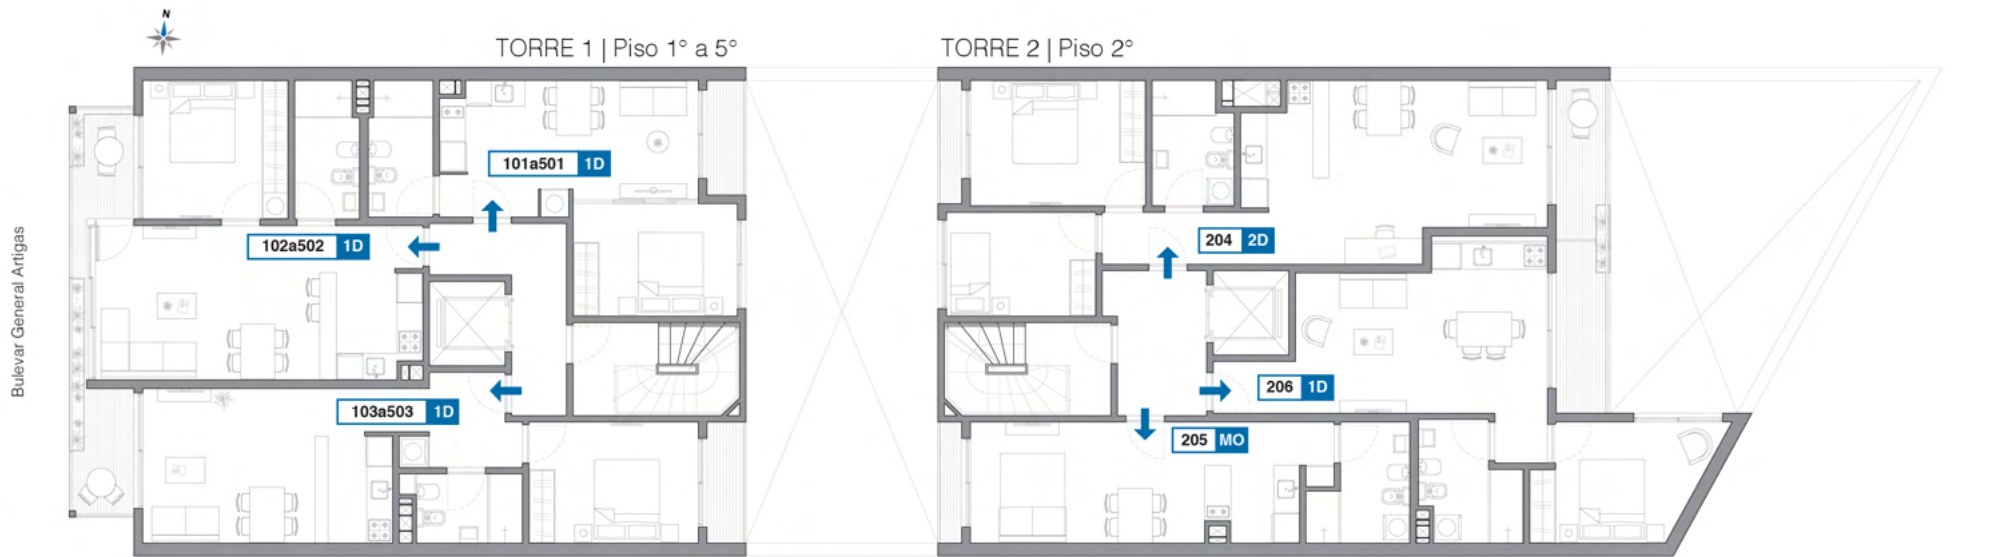 N
TORRE 1 | Piso 1° a 5°
TORRE 2 | Piso 2°
101a501 1D
102a502 1D
103a503 1D
204 2D
206 1D
205 MO
Bulevar General Artigas